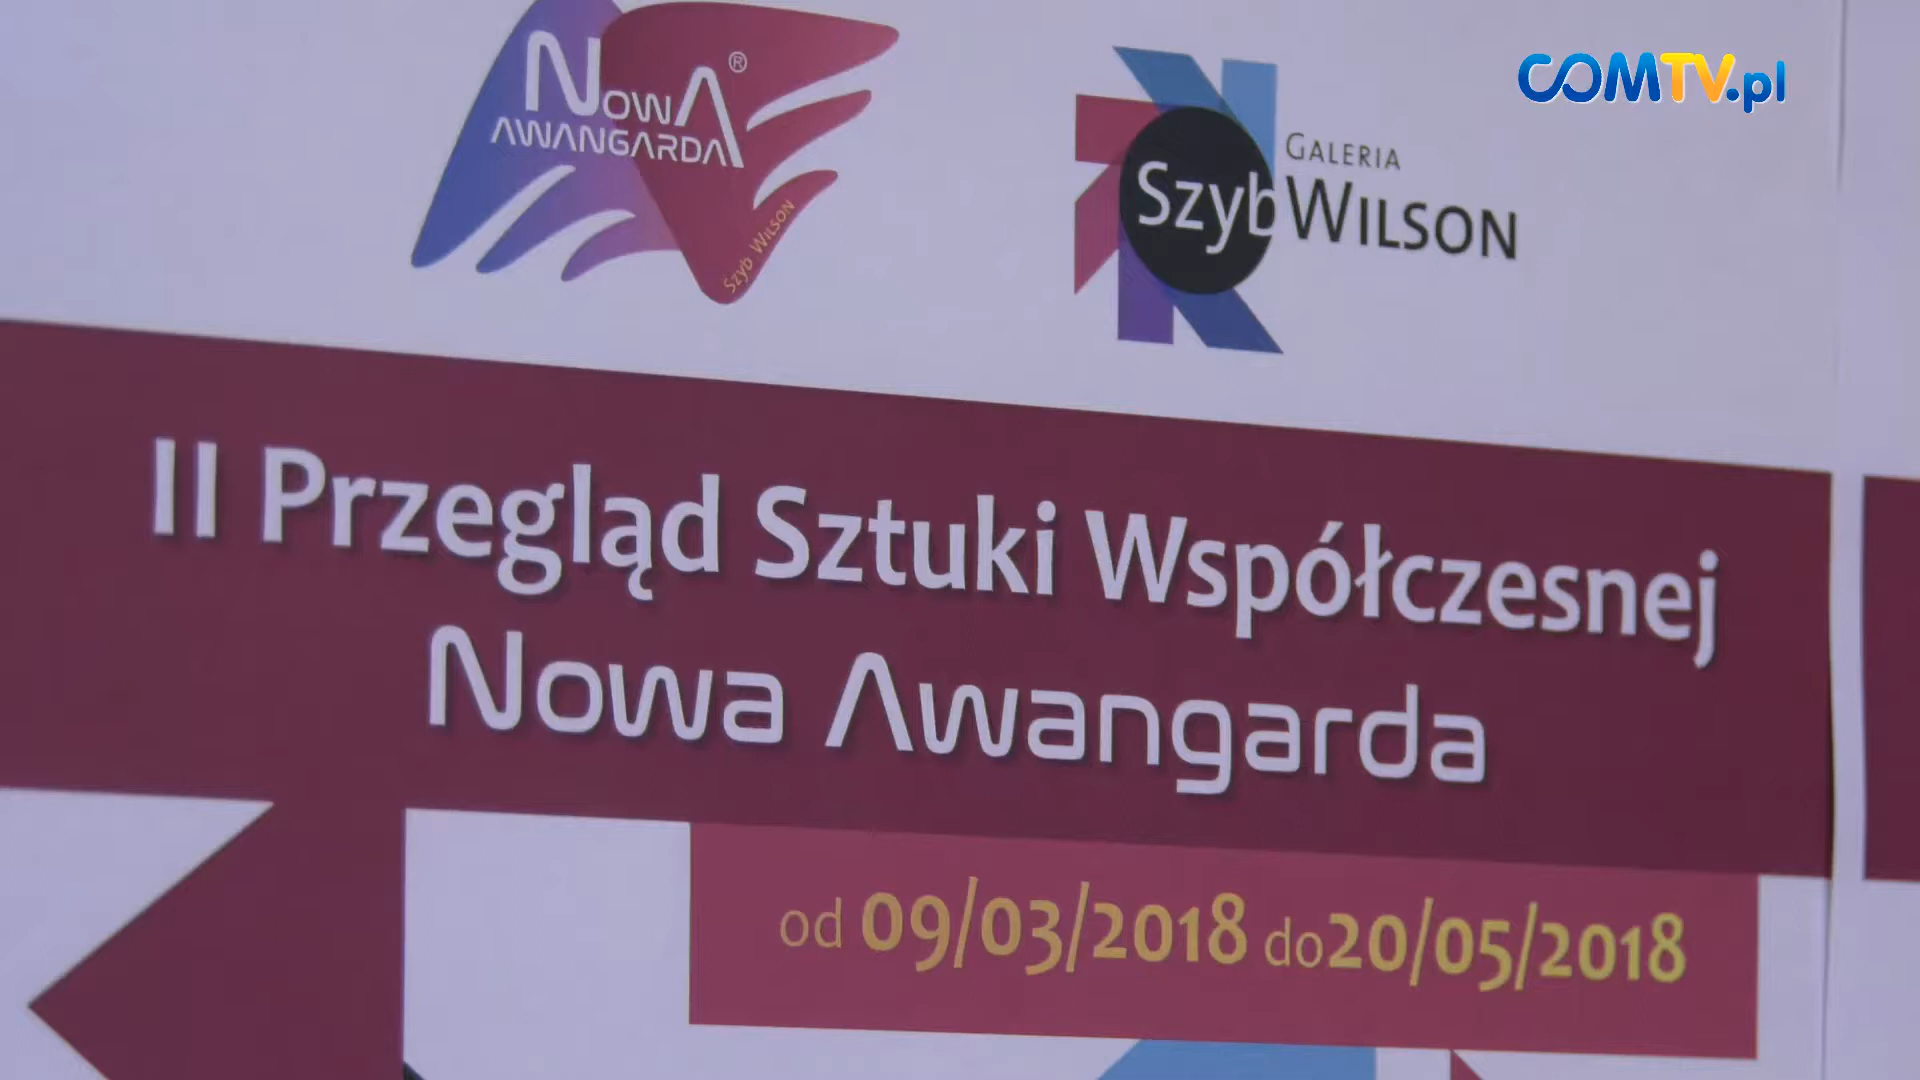 NOWA®
AWANGARDA
Szyb Wilson
GALERIA
Szyb WILSON
COMTV.pl
II Przegląd Sztuki Współczesnej
Nowa Awangarda
od 09/03/2018 do 20/05/2018